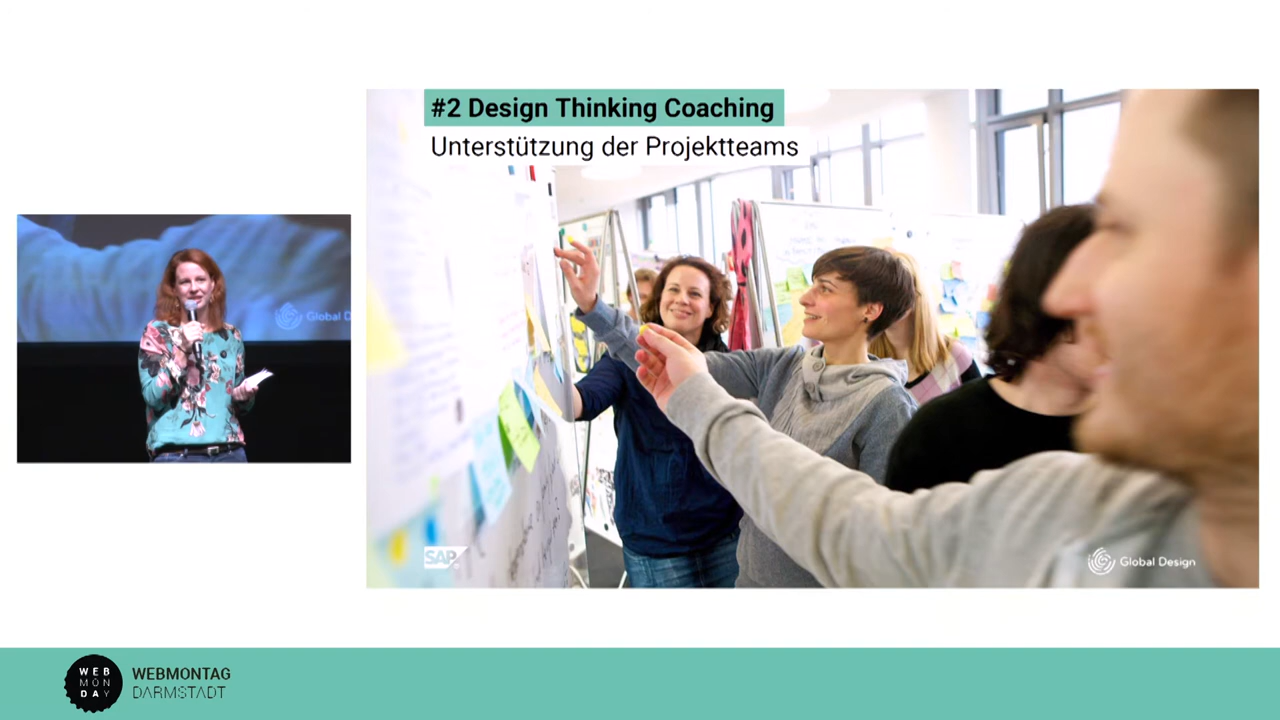 #2 Design Thinking Coaching
Unterstützung der Projektteams
Global D
SAP
Global Design
WEB
MON
DAY
WEBMONTAG
DARMSTADT